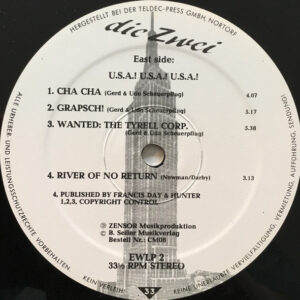 HERGESTELLT BEI DER TELDEC-PRESS GMBH, NORTORF
die Zwei
East side:
U.S.A.! U.S.A.! U.S.A.!
1. CHA CHA (Gerd & Udo Scheuerpflug) 4.07
2. GRAPSCH! (Gerd & Udo Scheuerpflug) 5.17
3. WANTED: THE TYRELL CORP. 5.38
(Gerd & Udo Scheuerpflug)
4. RIVER OF NO RETURN (Newman/Darby) 3.13
4, PUBLISHED BY FRANCIS DAY & HUNTER
1,2,3, COPYRIGHT CONTROL
Ⓟ ZENSOR Musikproduktion
© B. Seiler Musikverlag
Bestell Nr.: CM08
EWLP 2
33⅓ RPM STEREO
33
ALLE URHEBER- UND LEISTUNGSSCHUTZRECHTE VORBEHALTEN
KEIN VERLEIH!
KEINE UNERLAUBTE VERVIELFÄLTIGUNG, VERMIETUNG, AUFFÜHRUNG,